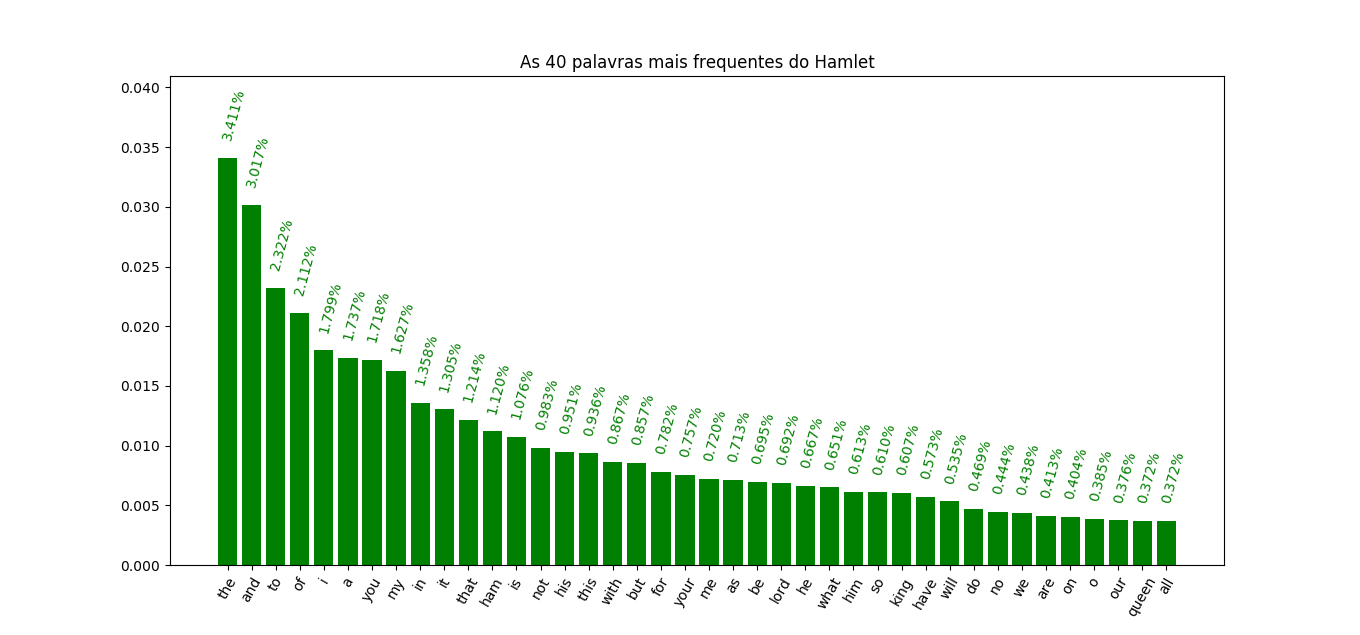 As 40 palavras mais frequentes do Hamlet
0.040
0.035
0.030
0.025
0.020
0.015
0.010
0.005
0.000
3.411%
3.017%
2.322%
2.112%
1.799%
1.737%
1.718%
1.627%
1.358%
1.305%
1.214%
1.120%
1.076%
0.983%
0.951%
0.936%
0.867%
0.857%
0.782%
0.757%
0.720%
0.713%
0.695%
0.692%
0.667%
0.651%
0.613%
0.610%
0.607%
0.573%
0.535%
0.469%
0.444%
0.438%
0.413%
0.404%
0.385%
0.376%
0.372%
0.372%
the
and
to
of
i
a
you
my
in
it
that
ham
is
not
his
this
with
but
for
your
me
as
be
lord
he
what
him
so
king
have
will
do
no
we
are
on
o
our
queen
all